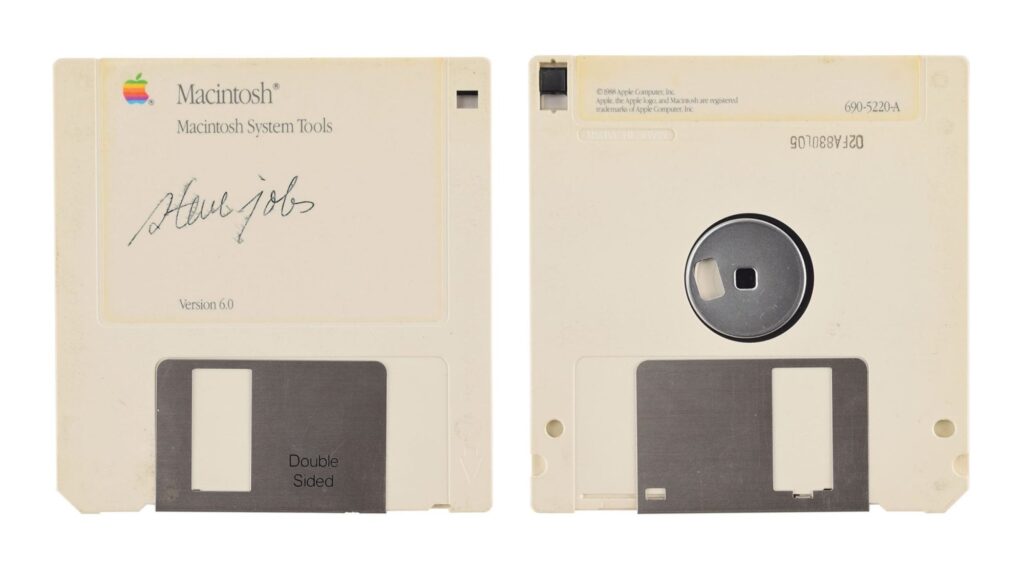 Macintosh®
Macintosh System Tools
steve jobs
Version 6.0
Double
Sided
©1988 Apple Computer, Inc.
Apple, the Apple logo, and Macintosh are registered
trademarks of Apple Computer, Inc.
690-5220-A